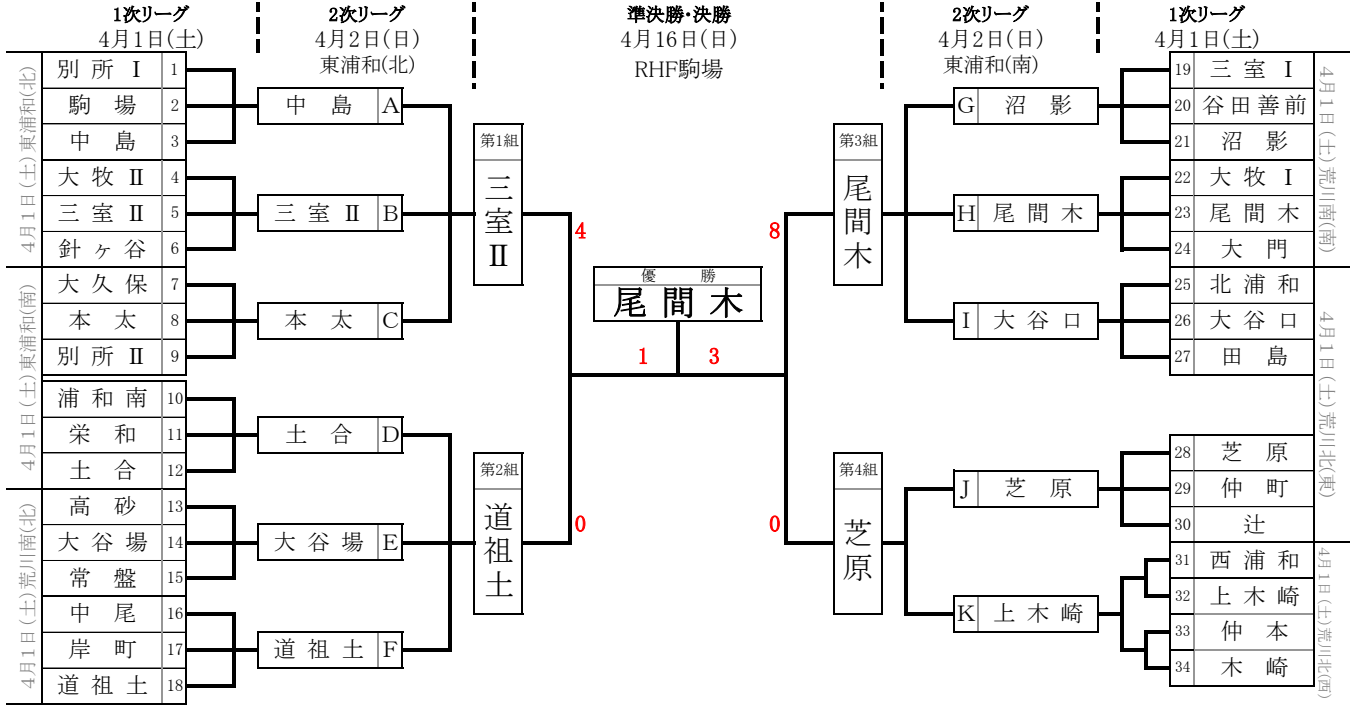 1次リーグ
4月1日(土)
2次リーグ
4月2日(日)
東浦和(北)
準決勝・決勝
4月16日(日)
RHF駒場
2次リーグ
4月2日(日)
東浦和(南)
1次リーグ
4月1日(土)
4月1日(土)東浦和(北)
別所Ⅰ 1
駒場 2
中島 3
大牧Ⅱ 4
三室Ⅱ 5
針ヶ谷 6
4月1日(土)東浦和(南)
大久保 7
本太 8
別所Ⅱ 9
浦和南 10
栄和 11
土合 12
4月1日(土)荒川南(北)
高砂 13
大谷場 14
常盤 15
中尾 16
岸町 17
道祖土 18
中島 A
三室Ⅱ B
本太 C
土合 D
大谷場 E
道祖土 F
第1組
三室Ⅱ
第2組
道祖土
4
0
優勝
尾間木
1 3
8
0
第3組
尾間木
第4組
芝原
G 沼影
H 尾間木
I 大谷口
J 芝原
K 上木崎
19 三室Ⅰ
20 谷田善前
21 沼影
22 大牧Ⅰ
23 尾間木
24 大門
4月1日(土)荒川南(南)
25 北浦和
26 大谷口
27 田島
28 芝原
29 仲町
30 辻
4月1日(土)荒川北(東)
31 西浦和
32 上木崎
33 仲本
34 木崎
4月1日(土)荒川北(西)